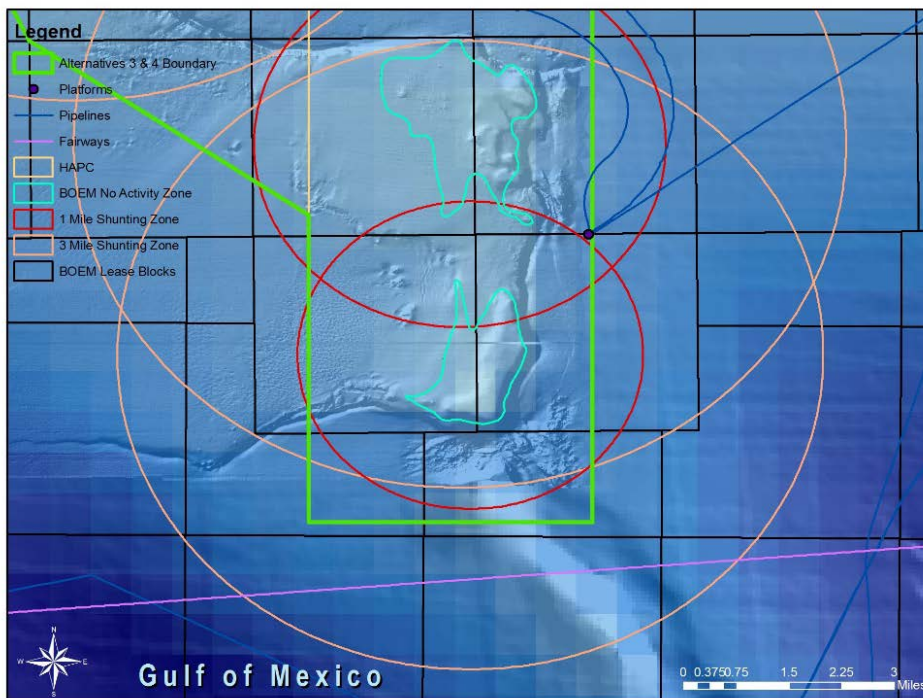 Legend
Alternatives 3 & 4 Boundary
Platforms
Pipelines
Fairways
HAPC
BOEM No Activity Zone
1 Mile Shunting Zone
3 Mile Shunting Zone
BOEM Lease Blocks
N
W E
S
Gulf of Mexico
0 0.375 0.75 1.5 2.25 3
Miles